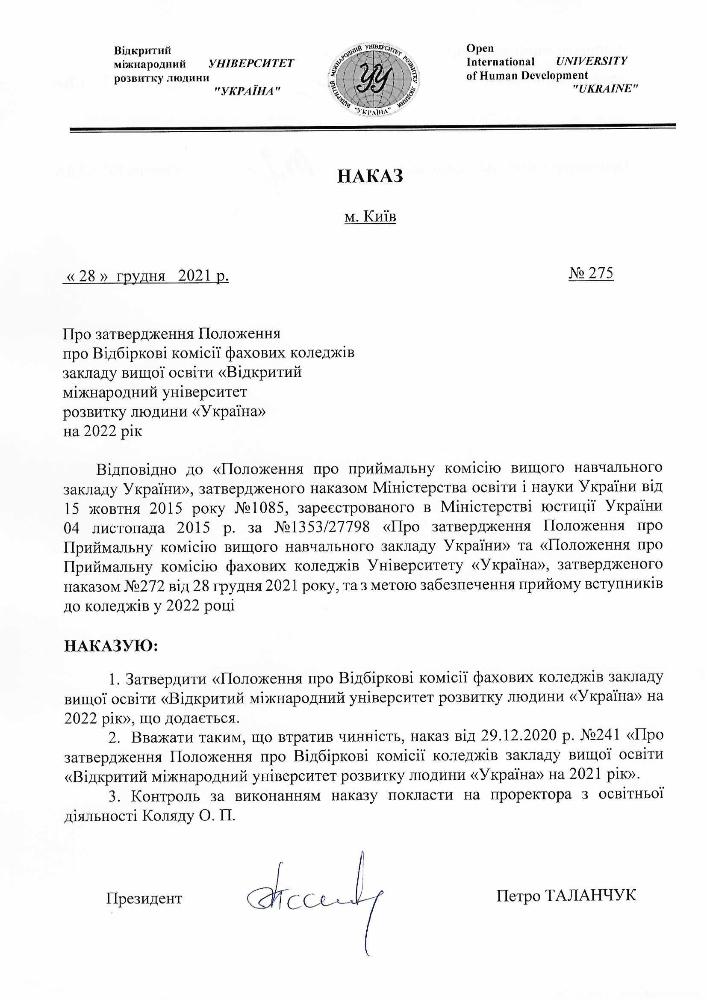 Відкритий
міжнародний УНІВЕРСИТЕТ
розвитку людини
"УКРАЇНА"
ВІДКРИТИЙ МІЖНАРОДНИЙ УНІВЕРСИТЕТ РОЗВИТКУ ЛЮДИНИ
УУ
"УКРАЇНА"
Open
International UNIVERSITY
of Human Development
"UKRAINE"
НАКАЗ
м. Київ
« 28 » грудня 2021 р.
№ 275
Про затвердження Положення
про Відбіркові комісії фахових коледжів
закладу вищої освіти «Відкритий
міжнародний університет
розвитку людини «Україна»
на 2022 рік
Відповідно до «Положення про приймальну комісію вищого навчального
закладу України», затвердженого наказом Міністерства освіти і науки України від
15 жовтня 2015 року №1085, зареєстрованого в Міністерстві юстиції України
04 листопада 2015 р. за №1353/27798 «Про затвердження Положення про
Приймальну комісію вищого навчального закладу України» та «Положення про
Приймальну комісію фахових коледжів Університету «Україна», затвердженого
наказом №272 від 28 грудня 2021 року, та з метою забезпечення прийому вступників
до коледжів у 2022 році
НАКАЗУЮ:
1. Затвердити «Положення про Відбіркові комісії фахових коледжів закладу
вищої освіти «Відкритий міжнародний університет розвитку людини «Україна» на
2022 рік», що додається.
2. Вважати таким, що втратив чинність, наказ від 29.12.2020 р. №241 «Про
затвердження Положення про Відбіркові комісії коледжів закладу вищої освіти
«Відкритий міжнародний університет розвитку людини «Україна» на 2021 рік».
3. Контроль за виконанням наказу покласти на проректора з освітньої
діяльності Коляду О. П.
Президент
Петро ТАЛАНЧУК